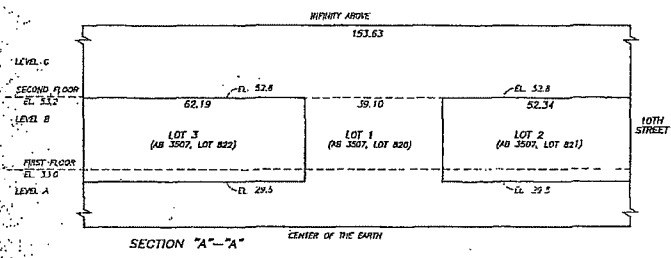 INFINITY ABOVE
153.63
LEVEL C
SECOND FLOOR
EL. 53.2
LEVEL B
EL. 52.8
62.19
39.10
52.34
LOT 3
(AB 3507, LOT 822)
LOT 1
(AB 3507, LOT 820)
LOT 2
(AB 3507, LOT 821)
10TH
STREET
FIRST FLOOR
EL. 33.0
LEVEL A
EL. 29.5
EL. 29.5
CENTER OF THE EARTH
SECTION "A"—"A"